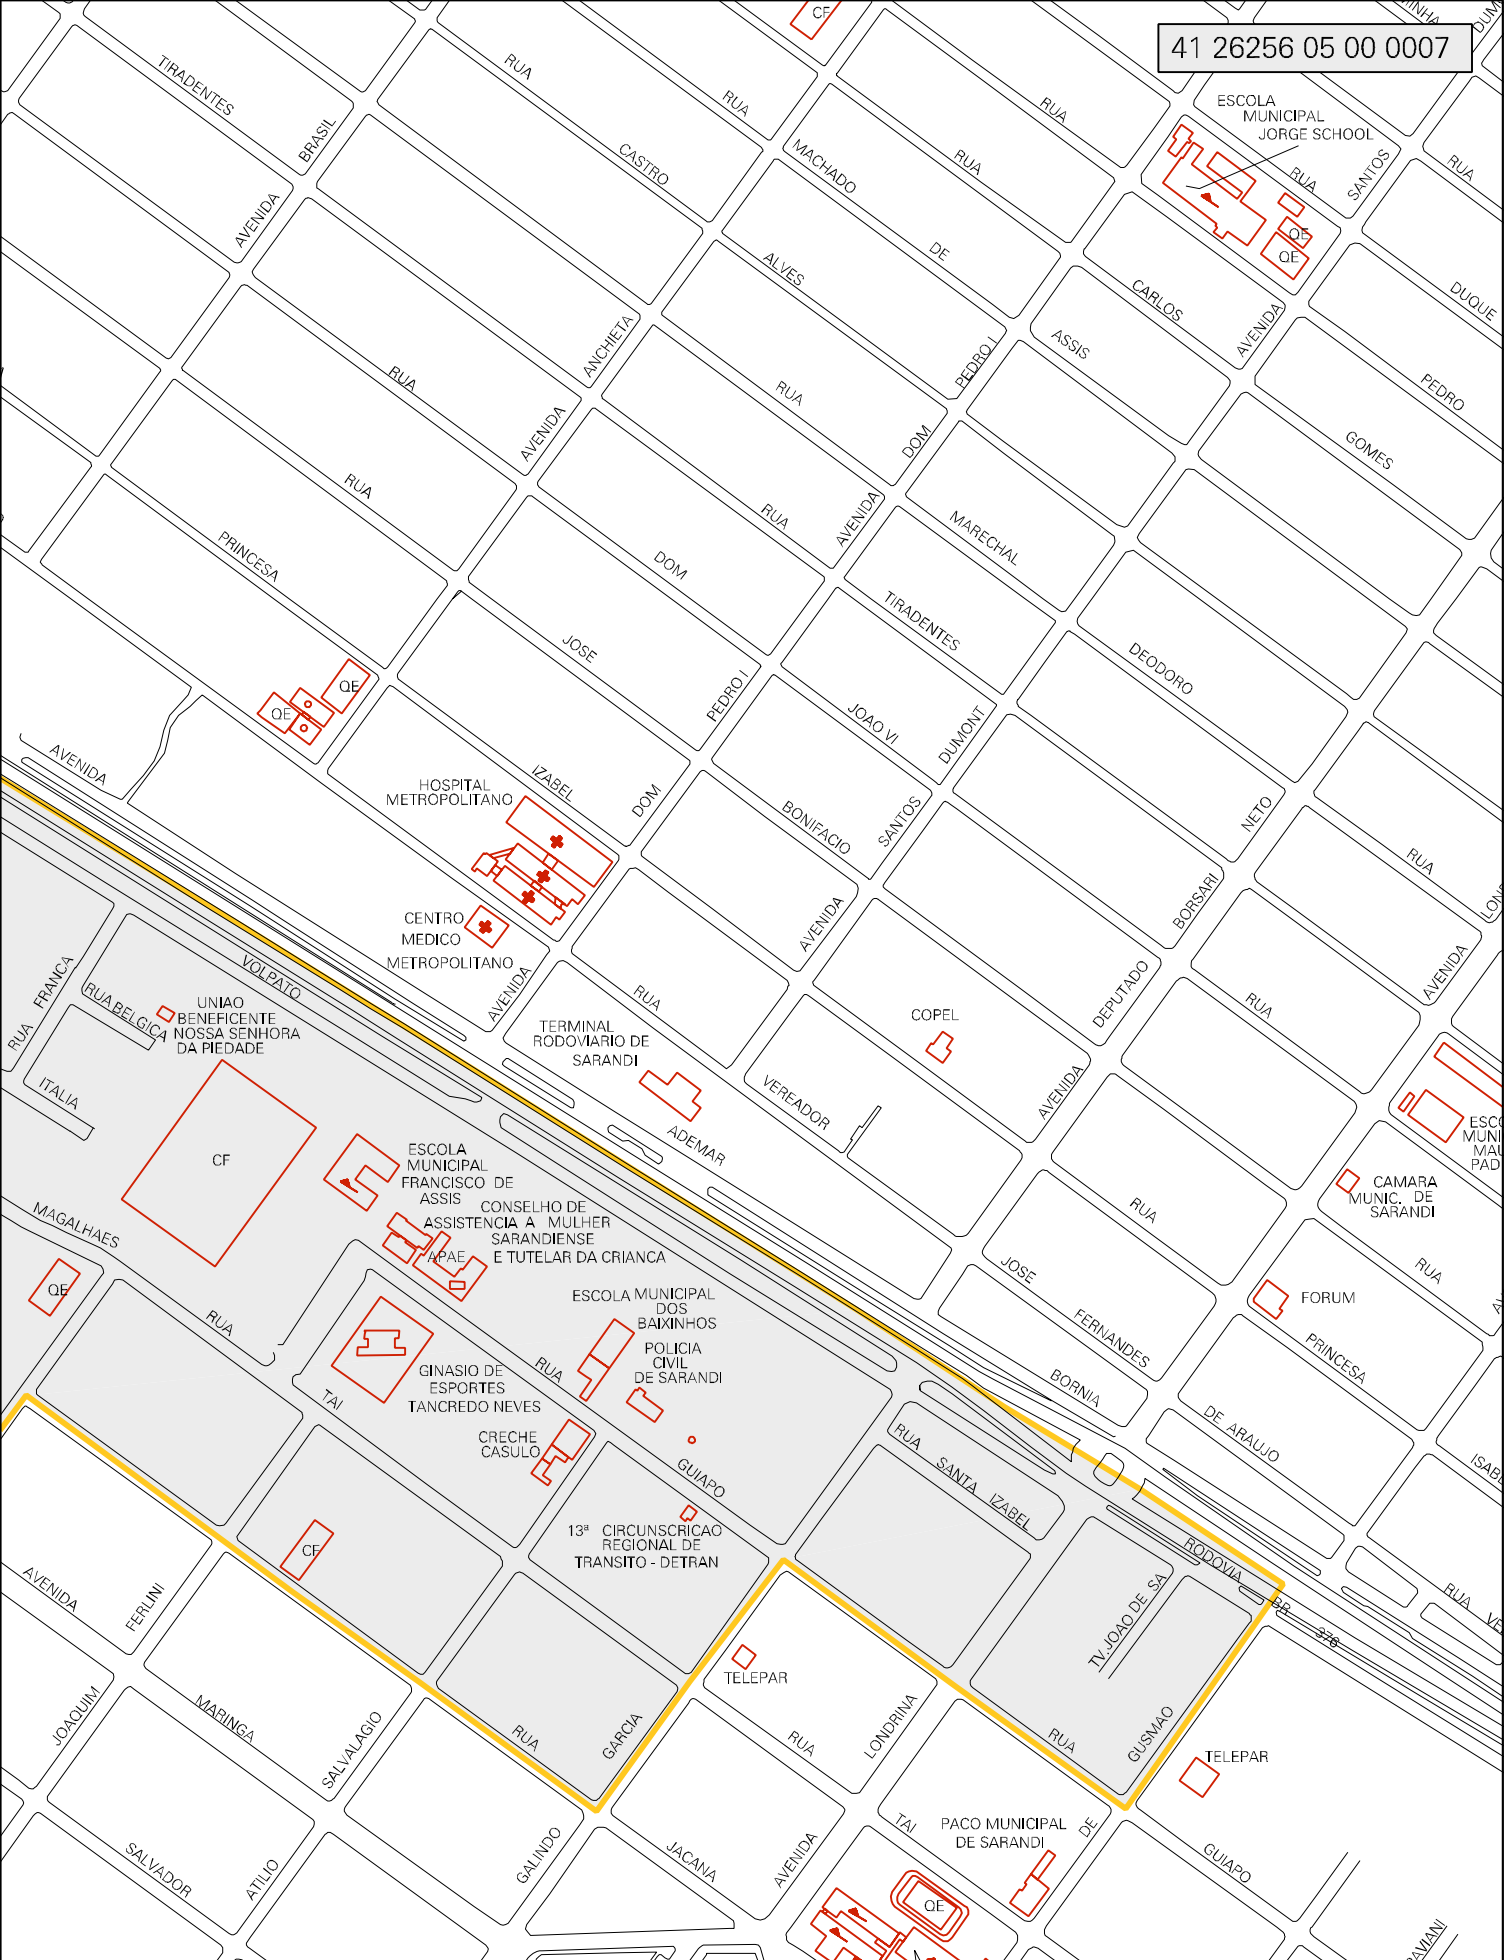 41 26256 05 00 0007
CF
TIRADENTES
BRASIL
AVENIDA
RUA
CASTRO
RUA
MACHADO
RUA
RUA
ESCOLA
MUNICIPAL
JORGE SCHOOL
RUA
SANTOS
RUA
QE
QE
DUQUE
ALVES
DE
CARLOS
AVENIDA
ASSIS
PEDRO
ANCHIETA
RUA
RUA
PEDRO I
DOM
GOMES
AVENIDA
RUA
RUA
AVENIDA
MARECHAL
PRINCESA
DOM
TIRADENTES
JOSE
PEDRO I
DEODORO
JOAO VI
DUMONT
QE
QE
AVENIDA
IZABEL
DOM
HOSPITAL
METROPOLITANO
BONIFACIO
SANTOS
NETO
RUA
CENTRO
MEDICO
METROPOLITANO
AVENIDA
AVENIDA
BORSARI
AVENIDA
VOLPATO
FRANCA
RUA
RUA BELGICA
UNIAO
BENEFICENTE
NOSSA SENHORA
DA PIEDADE
ITALIA
RUA
TERMINAL
RODOVIARIO DE
SARANDI
COPEL
DEPUTADO
RUA
VEREADOR
AVENIDA
ADEMAR
CF
ESCOLA
MUNICIPAL
FRANCISCO DE
ASSIS
CONSELHO DE
ASSISTENCIA A MULHER
SARANDIENSE
E TUTELAR DA CRIANCA
APAE
CAMARA
MUNIC. DE
SARANDI
RUA
RUA
MAGALHAES
QE
RUA
JOSE
FERNANDES
FORUM
PRINCESA
ESCOLA MUNICIPAL
DOS
BAIXINHOS
POLICIA
CIVIL
DE SARANDI
GINASIO DE
ESPORTES
TANCREDO NEVES
TAI
RUA
BORNIA
DE ARAUJO
CRECHE
CASULO
GUIAPO
RUA
SANTA
IZABEL
13ª CIRCUNSCRICAO
REGIONAL DE
TRANSITO - DETRAN
CF
RODOVIA
BR
376
RUA
TV. JOAO DE SA
AVENIDA
FERLINI
TELEPAR
JOAQUIM
MARINGA
SALVALAGIO
RUA
GARCIA
RUA
LONDRINA
RUA
GUSMAO
TELEPAR
TAI
PACO MUNICIPAL
DE SARANDI
DE
GUIAPO
SALVADOR
ATILIO
GALINDO
JACANA
AVENIDA
QE